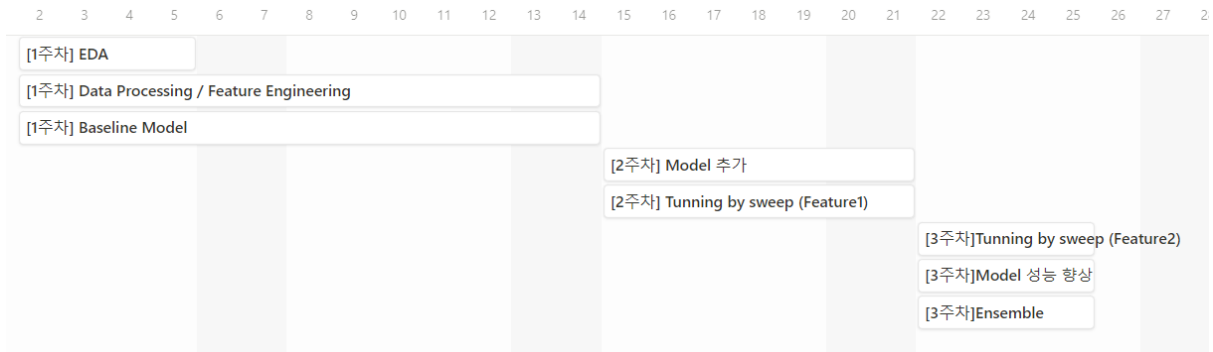 2 3 4 5 6 7 8 9 10 11 12 13 14 15 16 17 18 19 20 21 22 23 24 25 26 27 28
[1주차] EDA
[1주차] Data Processing / Feature Engineering
[1주차] Baseline Model
[2주차] Model 추가
[2주차] Tunning by sweep (Feature1)
[3주차]Tunning by sweep (Feature2)
[3주차]Model 성능 향상
[3주차]Ensemble